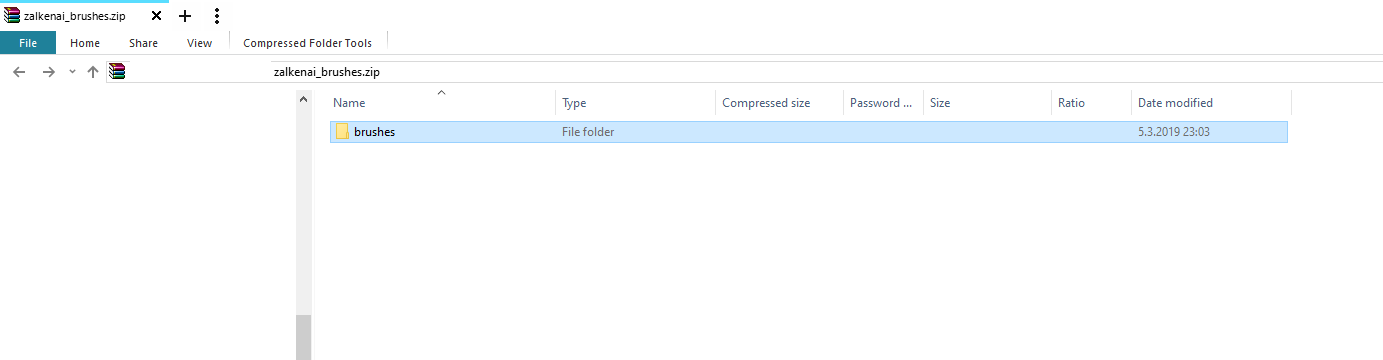 zalkenai_brushes.zip
File Home Share View Compressed Folder Tools
zalkenai_brushes.zip
Name Type Compressed size Password ... Size Ratio Date modified
brushes File folder 5.3.2019 23:03